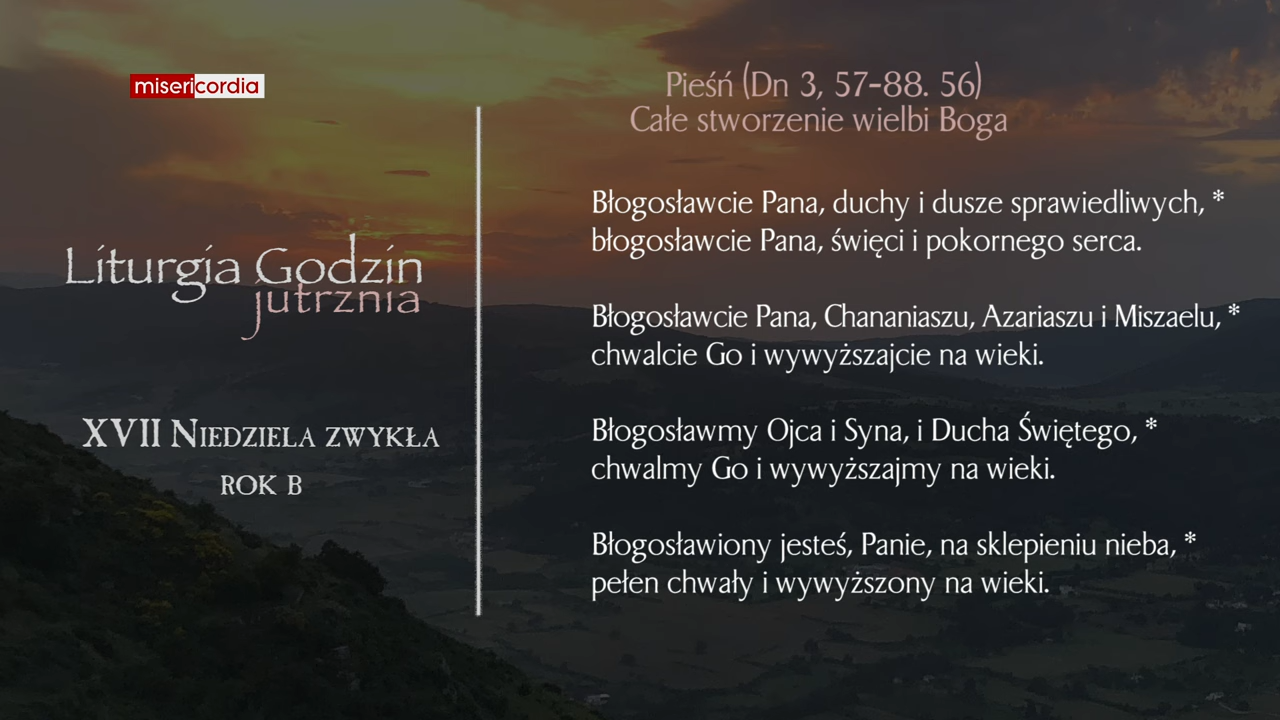 misericordia
Liturgia Godzin
jutrznia
XVII Niedziela zwykła
rok B
Pieśń (Dn 3, 57-88. 56)
Całe stworzenie wielbi Boga
Błogosławcie Pana, duchy i dusze sprawiedliwych, *
błogosławcie Pana, święci i pokornego serca.
Błogosławcie Pana, Chananiaszu, Azariaszu i Miszaelu, *
chwalcie Go i wywyższajcie na wieki.
Błogosławmy Ojca i Syna, i Ducha Świętego, *
chwalmy Go i wywyższajmy na wieki.
Błogosławiony jesteś, Panie, na sklepieniu nieba, *
pełen chwały i wywyższony na wieki.